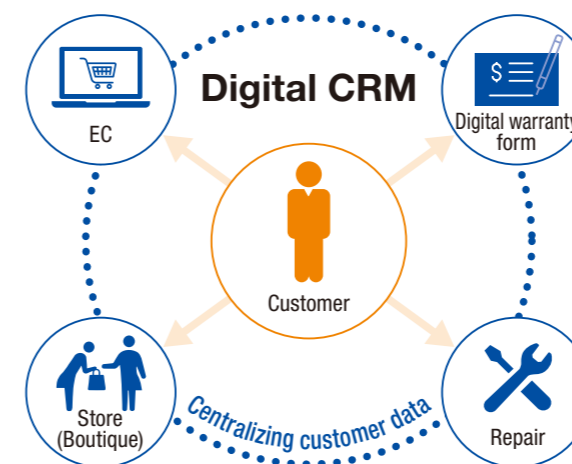 Digital CRM
EC
$
Digital warranty
form
Customer
Store
(Boutique)
Centralizing customer data
Repair